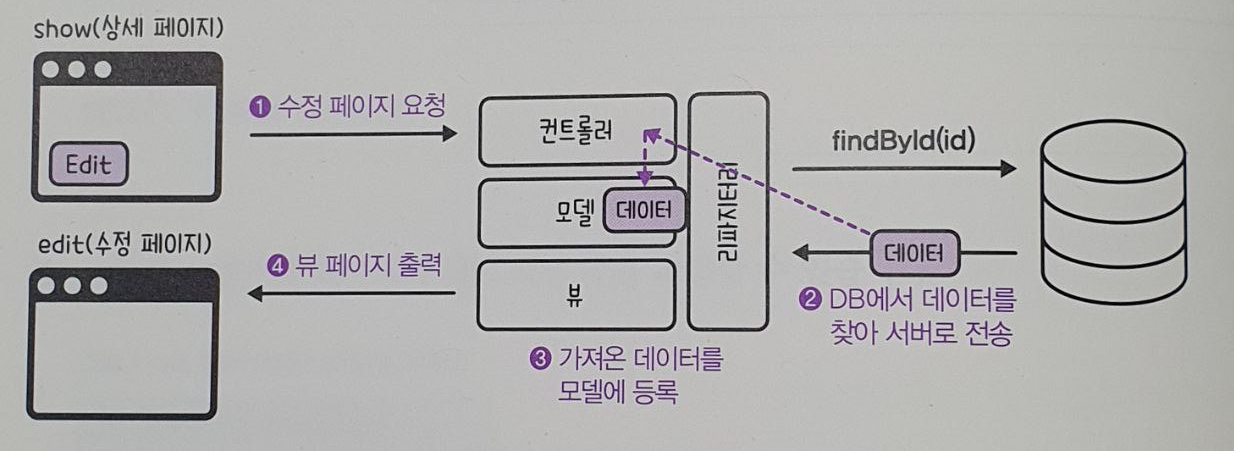 show(상세 페이지)
Edit
❶ 수정 페이지 요청
edit(수정 페이지)
❹ 뷰 페이지 출력
컨트롤러
모델
데이터
뷰
리파지터리
❸ 가져온 데이터를
모델에 등록
findById(id)
데이터
❷ DB에서 데이터를
찾아 서버로 전송